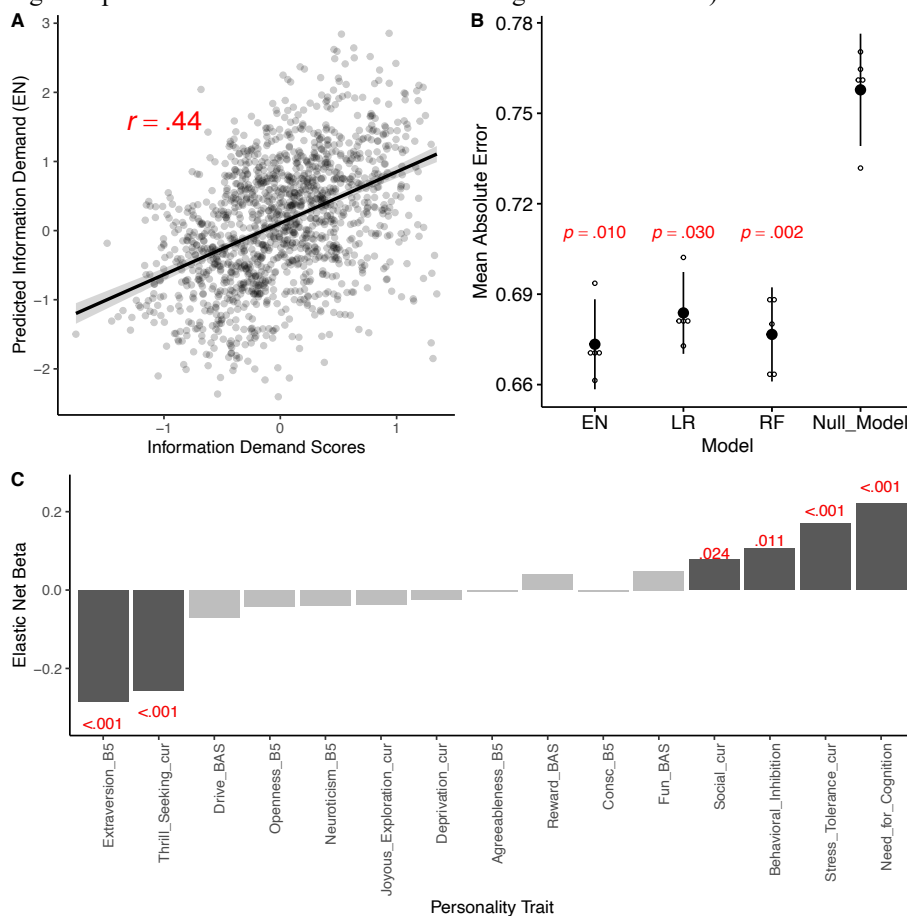 A
3
2
1
0
−1
−2
Predicted Information Demand (EN)
r = .44
−1
0
1
Information Demand Scores
B
0.78
0.75
0.72
0.69
0.66
Mean Absolute Error
p = .010
p = .030
p = .002
EN
LR
RF
Null_Model
Model
C
0.2
0.0
−0.2
Elastic Net Beta
<.001
<.001
.024
.011
<.001
<.001
Extraversion_B5
Thrill_Seeking_cur
Drive_BAS
Openness_B5
Neuroticism_B5
Joyous_Exploration_cur
Deprivation_cur
Agreeableness_B5
Reward_BAS
Consc_B5
Fun_BAS
Social_cur
Behavioral_Inhibition
Stress_Tolerance_cur
Need_for_Cognition
Personality Trait